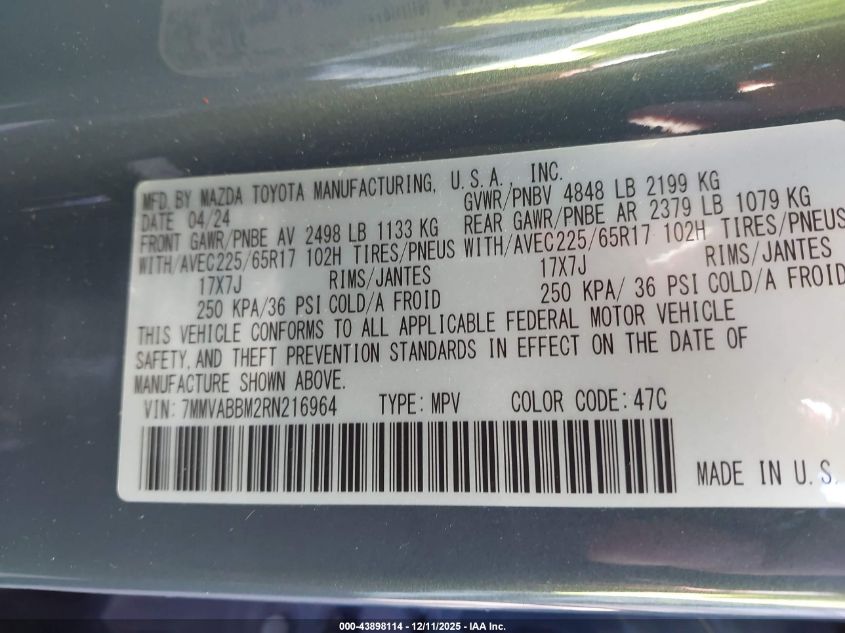 MFD. BY MAZDA TOYOTA MANUFACTURING, U.S.A. INC.
DATE 04/24
GVWR/PNBV 4848 LB 2199 KG
FRONT GAWR/PNBE AV 2498 LB 1133 KG
REAR GAWR/PNBE AR 2379 LB 1079 KG
WITH/AVEC225/65R17 102H TIRES/PNEUS
WITH/AVEC225/65R17 102H TIRES/PNEUS
17X7J RIMS/JANTES
17X7J RIMS/JANTES
250 KPA/36 PSI COLD/A FROID
250 KPA/ 36 PSI COLD/A FROID
THIS VEHICLE CONFORMS TO ALL APPLICABLE FEDERAL MOTOR VEHICLE
SAFETY, AND THEFT PREVENTION STANDARDS IN EFFECT ON THE DATE OF
MANUFACTURE SHOWN ABOVE.
VIN: 7MMVABBM2RN216964 TYPE: MPV COLOR CODE: 47C
MADE IN U.S.
000-43898114 - 12/11/2025 - IAA Inc.